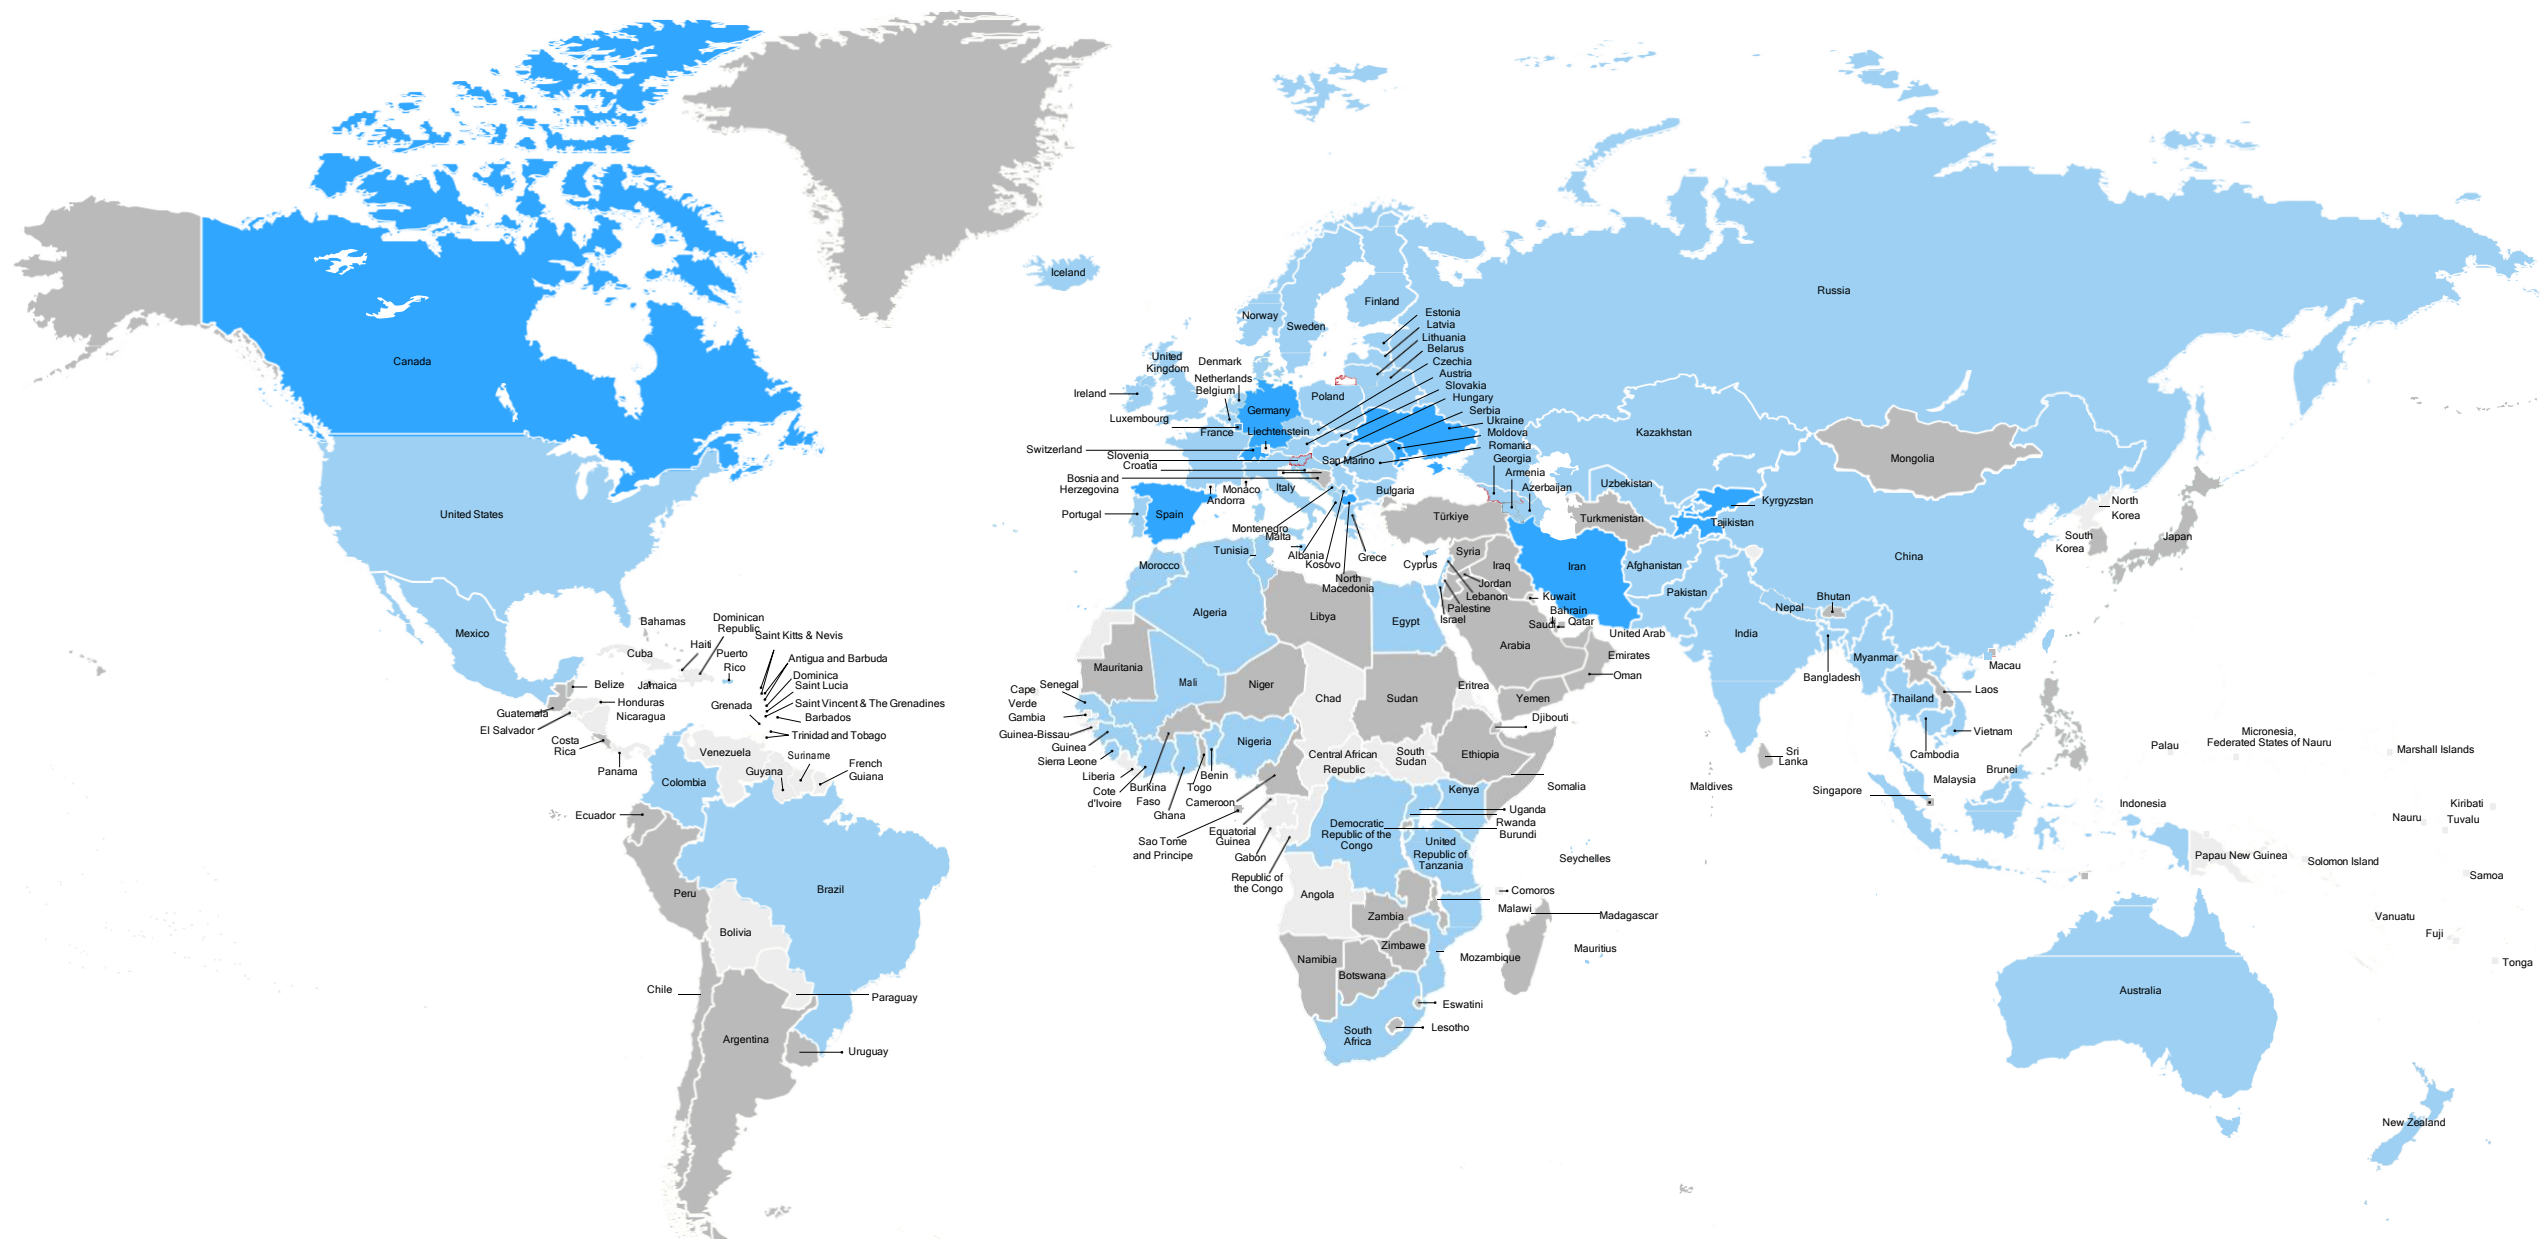 Iceland
Russia
Finland
Norway
Sweden
Estonia
Latvia
Lithuania
Belarus
Czechia
Austria
Slovakia
Hungary
Serbia
Ukraine
Moldova
Romania
Georgia
Armenia
Azerbaijan
United
Kingdom
Denmark
Netherlands
Belgium
Ireland
Luxembourg
France
Germany
Liechtenstein
Poland
Switzerland
Slovenia
Croatia
San Marino
Bosnia and
Herzegovina
Andorra
Monaco
Italy
Bulgaria
Portugal
Spain
Montenegro
Malta
Albania
Kosovo
North
Macedonia
Grece
Cyprus
Türkiye
Canada
United States
Mexico
Kazakhstan
Mongolia
Uzbekistan
Turkmenistan
Kyrgyzstan
Tajikistan
North
Korea
South
Korea
Japan
China
Syria
Iraq
Iran
Afghanistan
Pakistan
Jordan
Lebanon
Palestine
Israel
Kuwait
Bahrain
Qatar
Saudi
Arabia
United Arab
Emirates
Oman
Yemen
Nepal
Bhutan
India
Bangladesh
Myanmar
Macau
Laos
Thailand
Vietnam
Cambodia
Sri
Lanka
Maldives
Malaysia
Brunei
Singapore
Indonesia
Tunisia
Morocco
Algeria
Libya
Egypt
Mauritania
Mali
Niger
Chad
Sudan
Eritrea
Djibouti
Ethiopia
Somalia
Senegal
Cape
Verde
Gambia
Guinea-Bissau
Guinea
Sierra Leone
Liberia
Cote
d'Ivoire
Burkina
Faso
Ghana
Togo
Benin
Nigeria
Cameroon
Central African
Republic
South
Sudan
Sao Tome
and Principe
Equatorial
Guinea
Gabon
Republic of
the Congo
Democratic
Republic of the
Congo
Kenya
Uganda
Rwanda
Burundi
United
Republic of
Tanzania
Seychelles
Comoros
Angola
Zambia
Malawi
Madagascar
Mauritius
Mozambique
Zimbawe
Namibia
Botswana
Eswatini
Lesotho
South
Africa
Bahamas
Cuba
Haiti
Dominican
Republic
Puerto
Rico
Saint Kitts & Nevis
Antigua and Barbuda
Dominica
Saint Lucia
Saint Vincent & The Grenadines
Barbados
Grenada
Trinidad and Tobago
Jamaica
Belize
Honduras
Nicaragua
Guatemala
El Salvador
Costa
Rica
Panama
Venezuela
Guyana
Suriname
French
Guiana
Colombia
Ecuador
Peru
Brazil
Bolivia
Chile
Paraguay
Argentina
Uruguay
Palau
Micronesia,
Federated States of Nauru
Marshall Islands
Kiribati
Nauru
Tuvalu
Papau New Guinea
Solomon Island
Samoa
Vanuatu
Fuji
Tonga
Australia
New Zealand